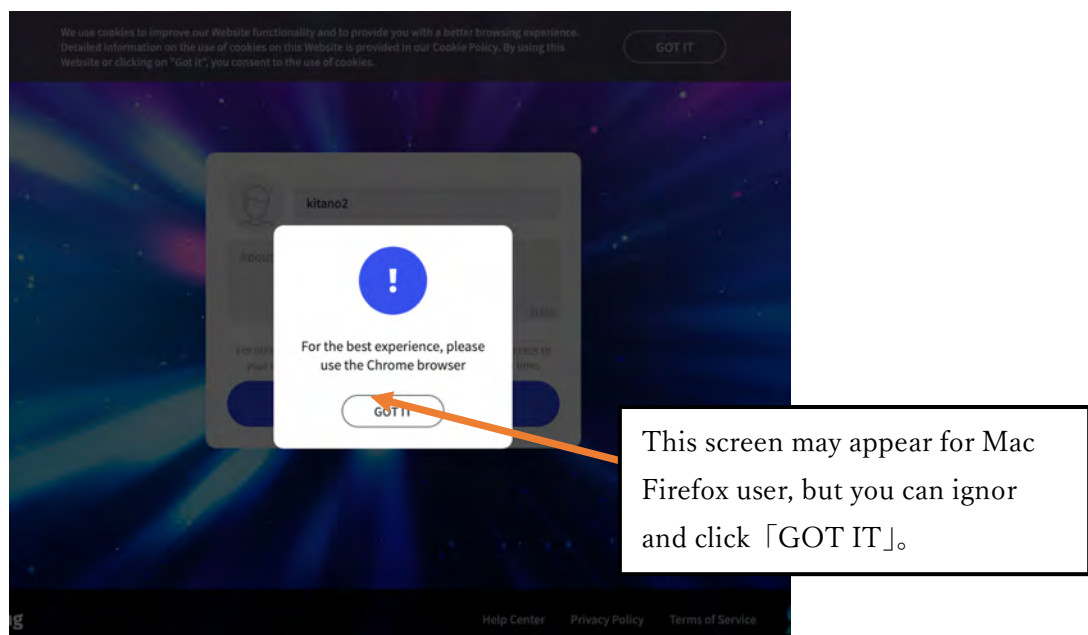 We use cookies to improve our Website functionality and to provide you with a better browsing experience.
Detailed information on the use of cookies on this Website is provided in our Cookie Policy. By using this
Website or clicking on "Got it", you consent to the use of cookies.
GOT IT
kitano2
About
For the best experience, please
use the Chrome browser
GOT IT
This screen may appear for Mac
Firefox user, but you can ignor
and click「GOT IT」。
Help Center Privacy Policy Terms of Service